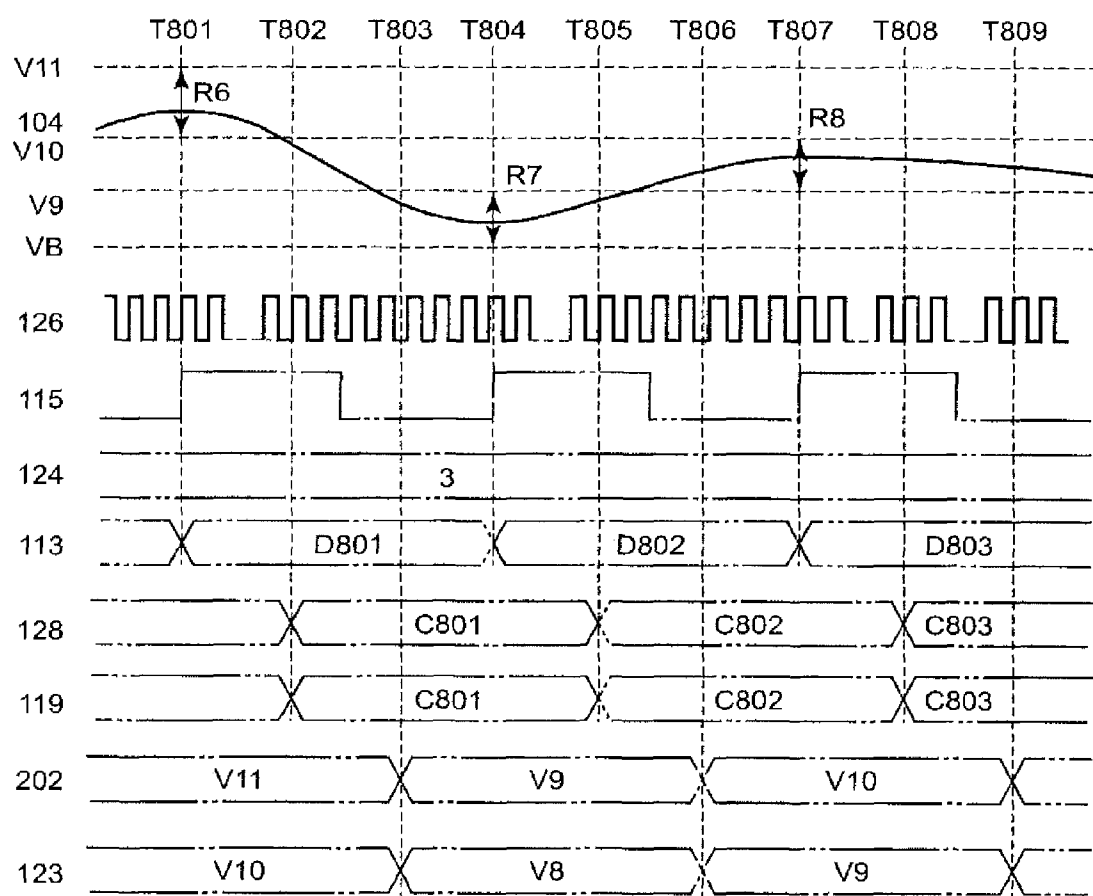 T801 T802 T803 T804 T805 T806 T807 T808 T809
V11
R6
104
V10
R8
R7
V9
VB
126
115
124
3
113 D801 D802 D803
128 C801 C802 C803
119 C801 C802 C803
202 V11 V9 V10
123 V10 V8 V9